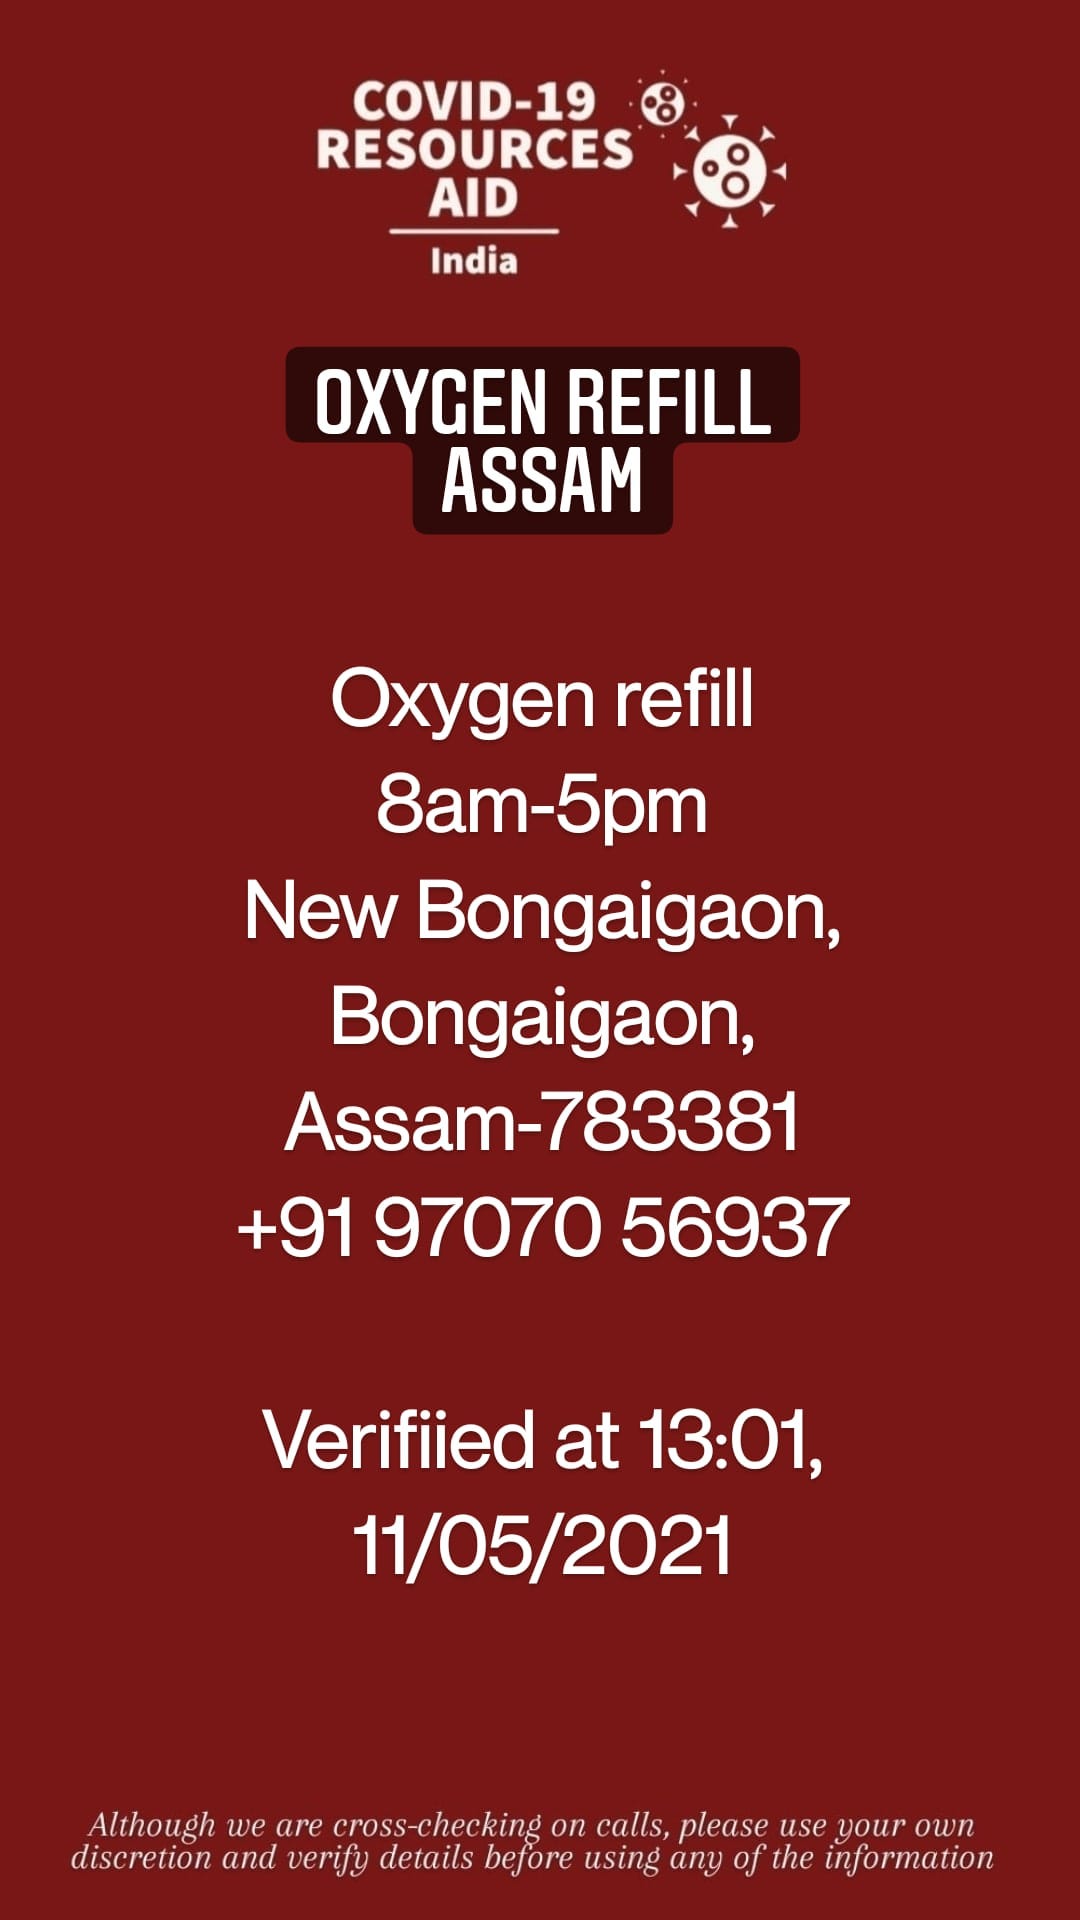 COVID-19
RESOURCES
AID
India
OXYGEN REFILL
ASSAM
Oxygen refill
8am-5pm
New Bongaigaon,
Bongaigaon,
Assam-783381
+91 97070 56937
Verifiied at 13:01,
11/05/2021
Although we are cross-checking on calls, please use your own
discretion and verify details before using any of the information